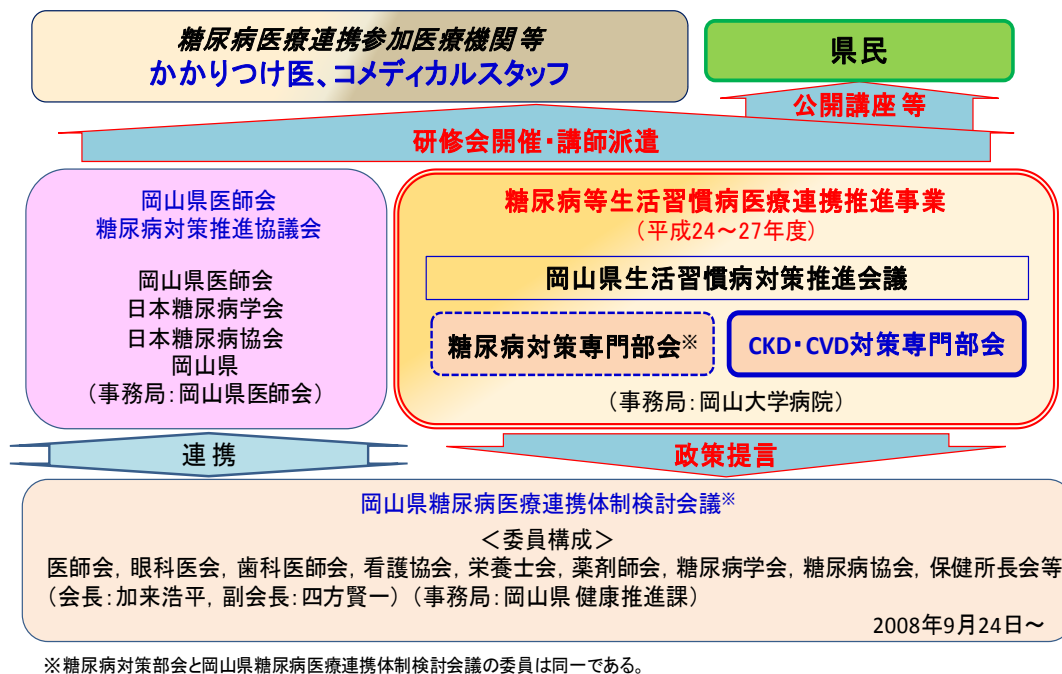 糖尿病医療連携参加医療機関等
かかりつけ医、コメディカルスタッフ
県民
公開講座等
研修会開催・講師派遣
岡山県医師会
糖尿病対策推進協議会
岡山県医師会
日本糖尿病学会
日本糖尿病協会
岡山県
（事務局：岡山県医師会）
糖尿病等生活習慣病医療連携推進事業
（平成24～27年度）
岡山県生活習慣病対策推進会議
糖尿病対策専門部会※
CKD・CVD対策専門部会
（事務局：岡山大学病院）
連携
政策提言
岡山県糖尿病医療連携体制検討会議※
＜委員構成＞
医師会，眼科医会，歯科医師会，看護協会，栄養士会，薬剤師会，糖尿病学会，糖尿病協会，保健所長会等
（会長：加来浩平，副会長：四方賢一）（事務局：岡山県 健康推進課）
2008年9月24日～
※糖尿病対策部会と岡山県糖尿病医療連携体制検討会議の委員は同一である。